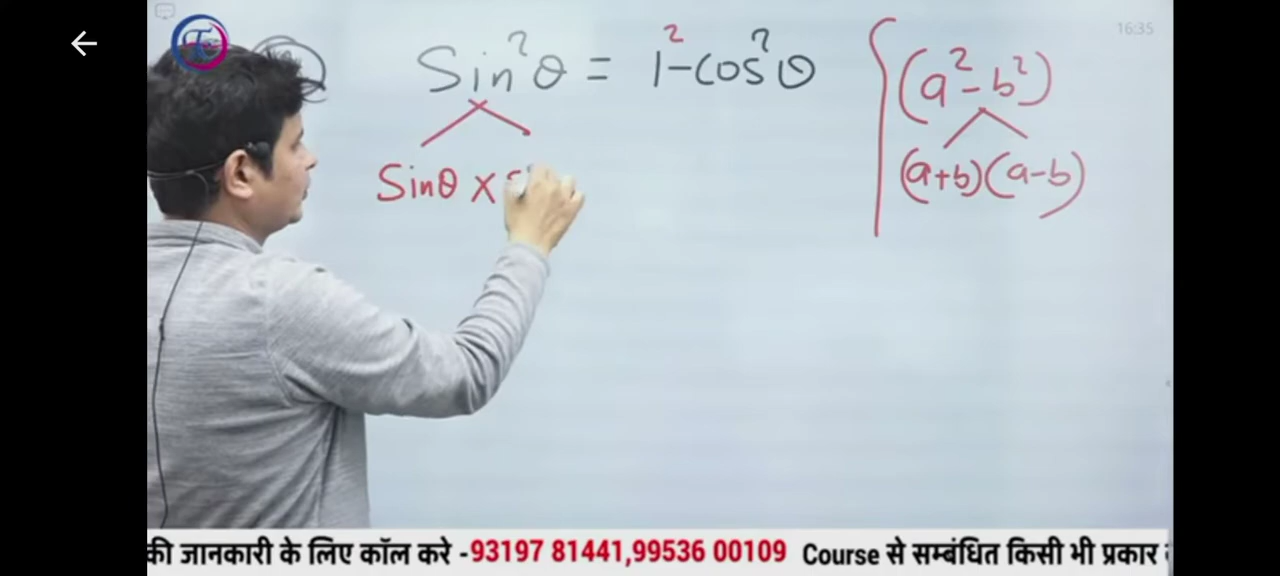 16:35
Sin²θ = 1²-cos²θ
(a²-b²)
Sinθ ×
(a+b)(a-b)
की जानकारी के लिए कॉल करे -93197 81441,99536 00109 Course से सम्बंधित किसी भी प्रकार